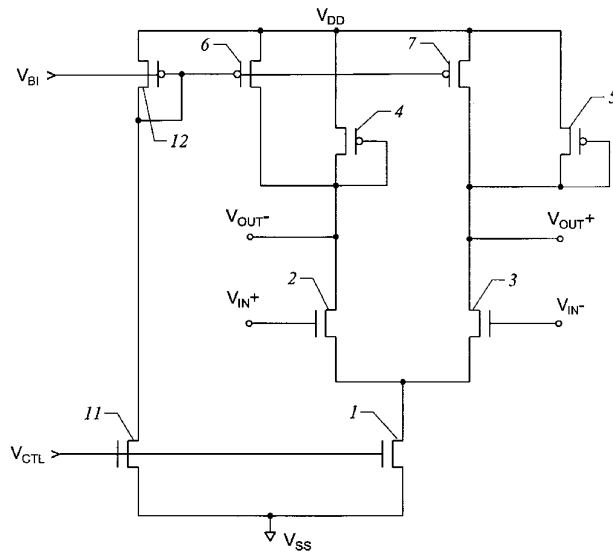 V_DD
6
7
V_BI
4
5
12
V_OUT-
V_OUT+
2
3
V_IN+
V_IN-
11
1
V_CTL
V_SS